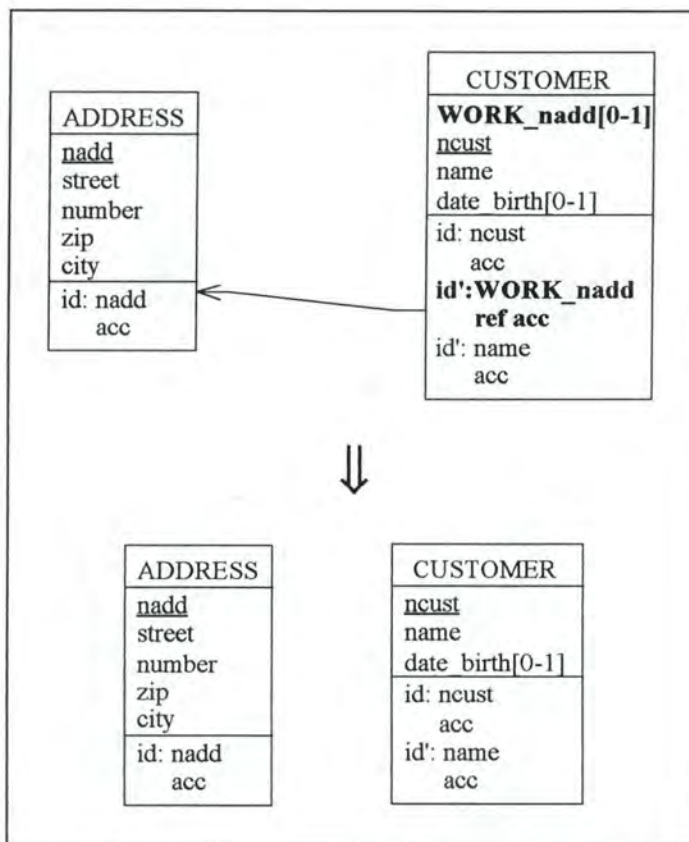 ADDRESS
nadd
street
number
zip
city
id: nadd
acc
CUSTOMER
WORK_nadd[0-1]
ncust
name
date_birth[0-1]
id: ncust
acc
id':WORK_nadd
ref acc
id': name
acc
⇓
ADDRESS
nadd
street
number
zip
city
id: nadd
acc
CUSTOMER
ncust
name
date_birth[0-1]
id: ncust
acc
id': name
acc